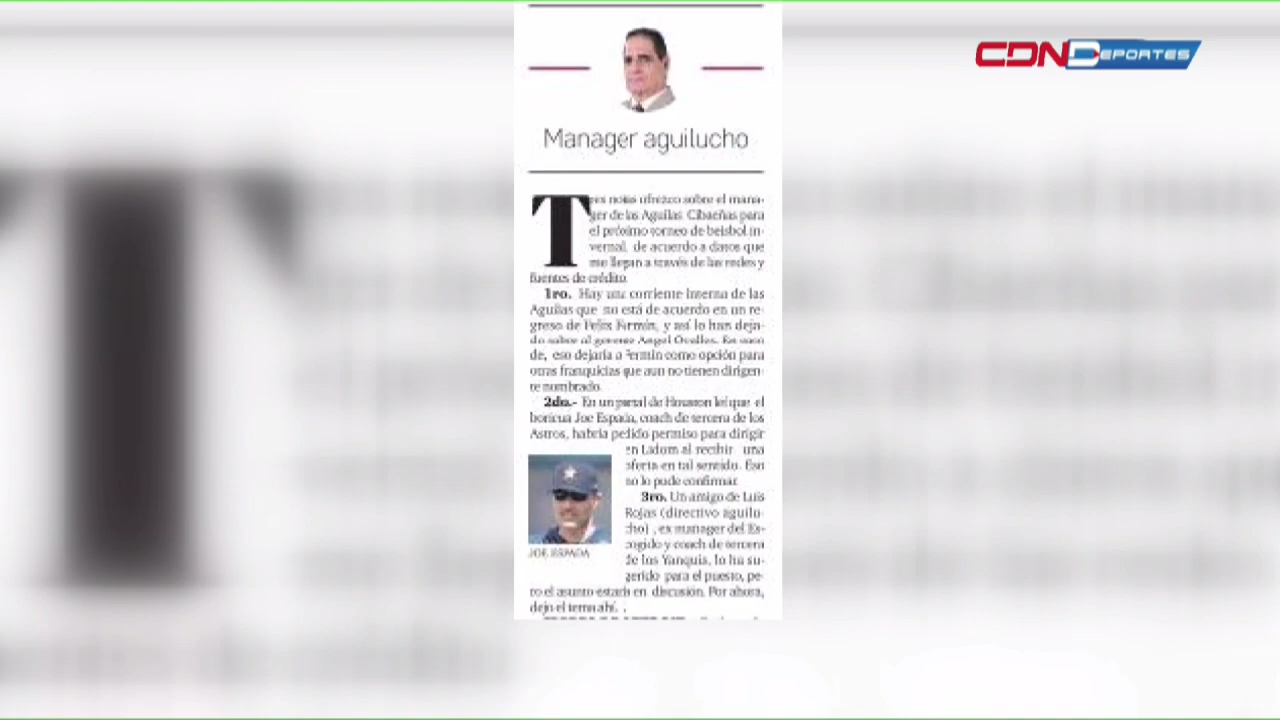 CDN DEPORTES
Manager aguilucho
Tres notas ofrezco sobre el mana-
ger de las Aguilas Cibaeñas para
el próximo torneo de beisbol in-
vernal, de acuerdo a datos que
me llegan a través de las redes y
fuentes de crédito.
1ro. Hay una corriente interna de las
Aguilas que no está de acuerdo en un re-
greso de Felix Fermín, y así lo han deja-
do saber al gerente Angel Ovalles.
de, eso dejaría a Fermín como opción para
otras franquicias que aun no tienen dirigen-
te nombrado.
2do.- En un portal de Houston leí que el
boricua Joe Espada, coach de tercera de los
Astros, habría pedido permiso para dirigir
en Lidom al recibir una
oferta en tal sentido. Eso
no lo pude confirmar.
3ro. Un amigo de Luis
Rojas (directivo aguilu-
cho), ex manager del Es-
cogido y coach de tercera
de los Yanquis, lo ha su-
gerido para el puesto, pe-
ro el asunto estaría en discusión. Por ahora,
dejo el tema ahí. .
JOE ESPADA